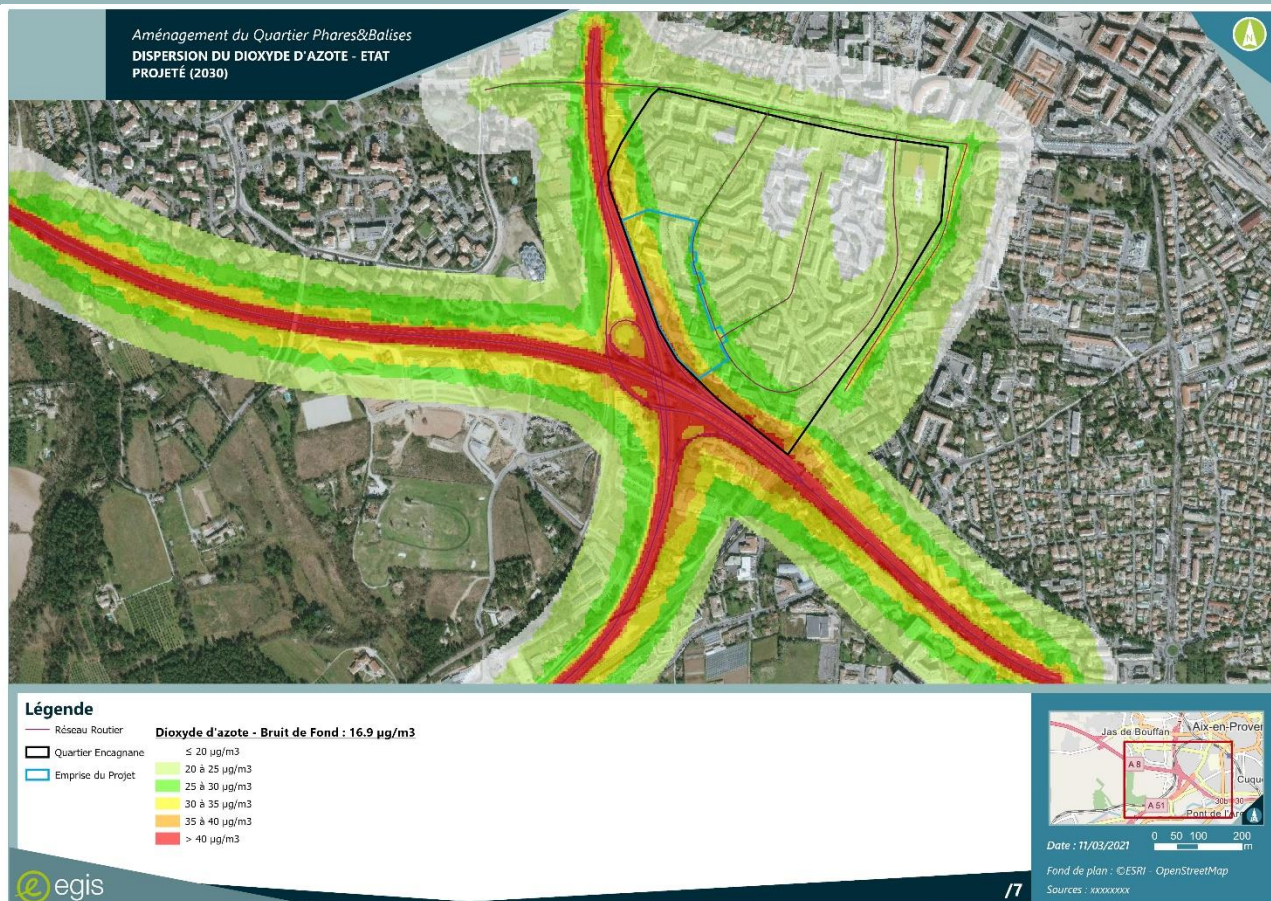 Aménagement du Quartier Phares&Balises
DISPERSION DU DIOXYDE D'AZOTE - ETAT
PROJETÉ (2030)
N
Légende
Réseau Routier
Quartier Encagnane
Emprise du Projet
Dioxyde d'azote - Bruit de Fond : 16.9 µg/m3
≤ 20 µg/m3
20 à 25 µg/m3
25 à 30 µg/m3
30 à 35 µg/m3
35 à 40 µg/m3
> 40 µg/m3
Jas de Bouffan
Aix-en-Proven
A 8
Cuqu
A 51
Pont de l'Ar
0 50 100 200
m
Date : 11/03/2021
Fond de plan : ©ESRI - OpenStreetMap
Sources : xxxxxxxx
egis
/7